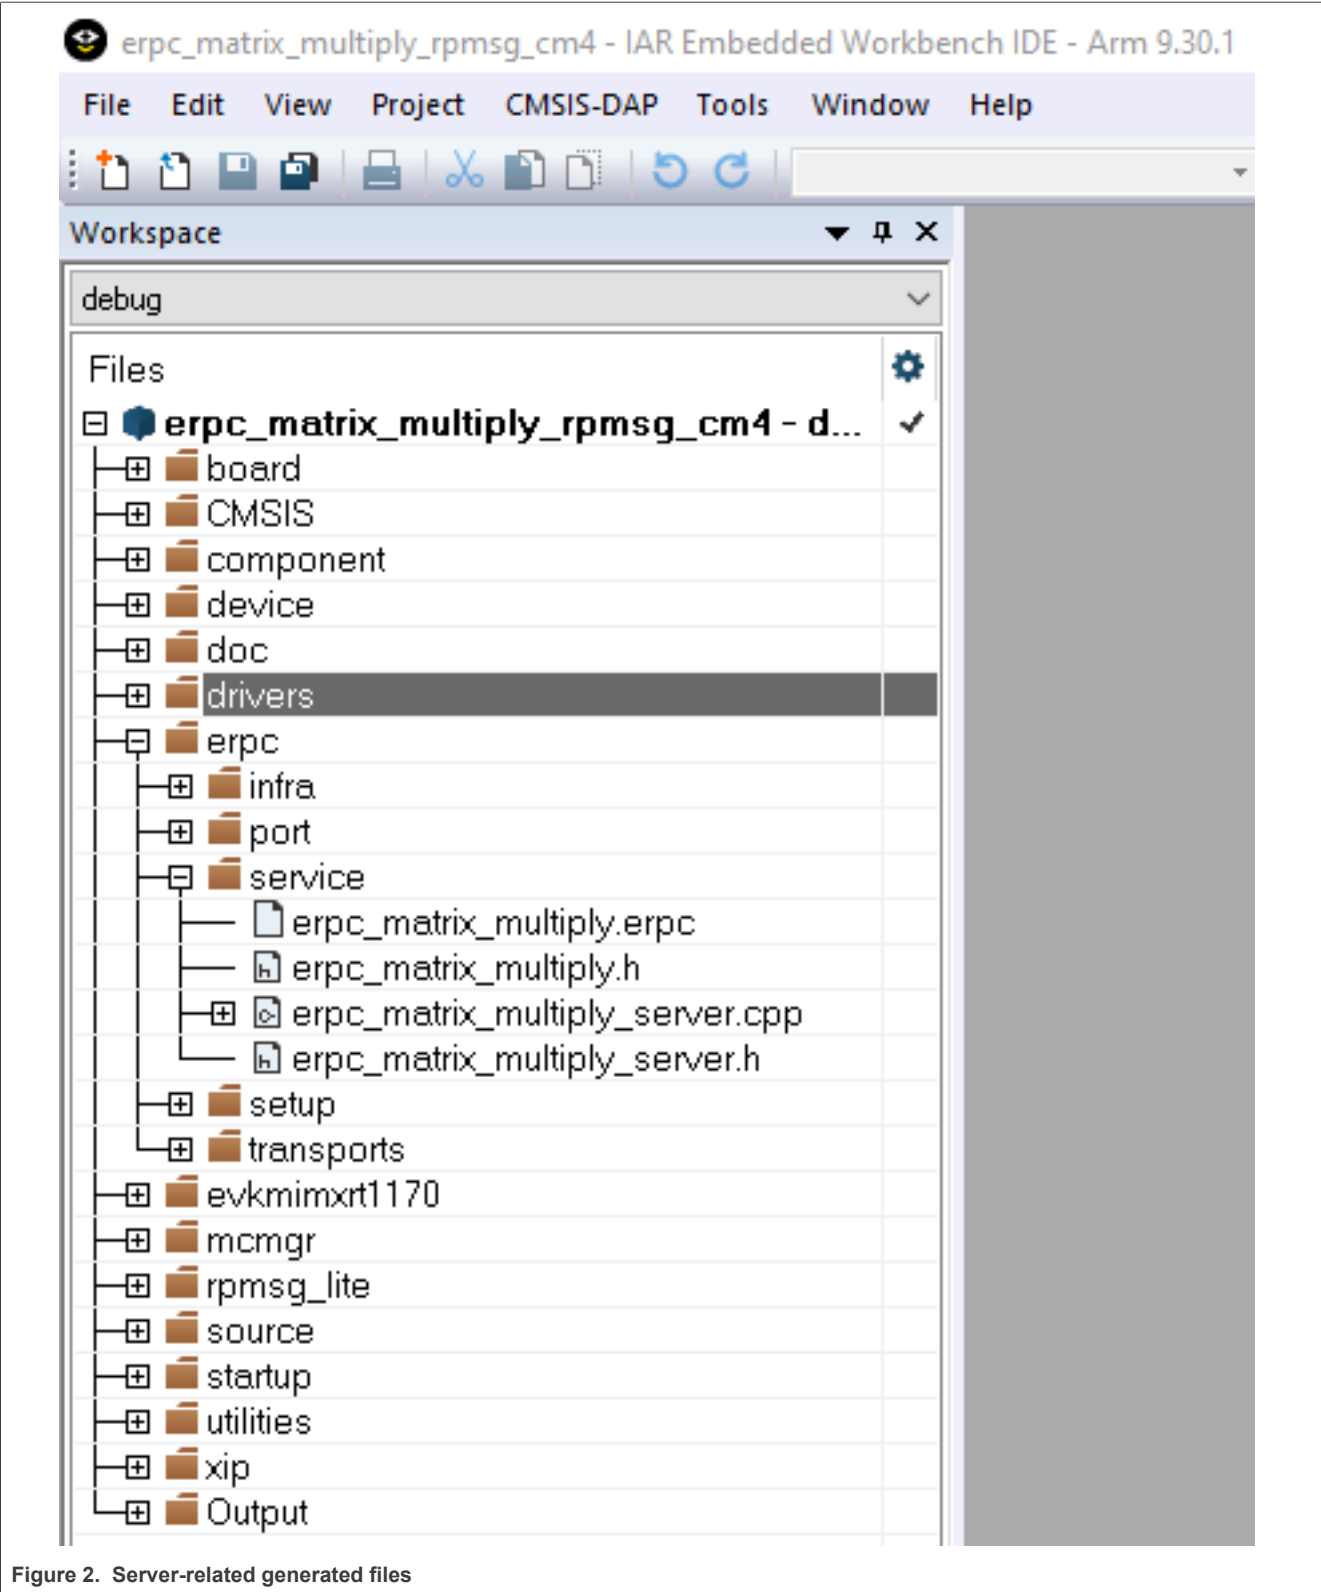 erpc_matrix_multiply_rpmsg_cm4 - IAR Embedded Workbench IDE - Arm 9.30.1
File Edit View Project CMSIS-DAP Tools Window Help
Workspace
debug
Files
erpc_matrix_multiply_rpmsg_cm4 - d...
board
CMSIS
component
device
doc
drivers
erpc
infra
port
service
erpc_matrix_multiply.erpc
erpc_matrix_multiply.h
erpc_matrix_multiply_server.cpp
erpc_matrix_multiply_server.h
setup
transports
evkmimxrt1170
mcmgr
rpmsg_lite
source
startup
utilities
xip
Output
Figure 2. Server-related generated files